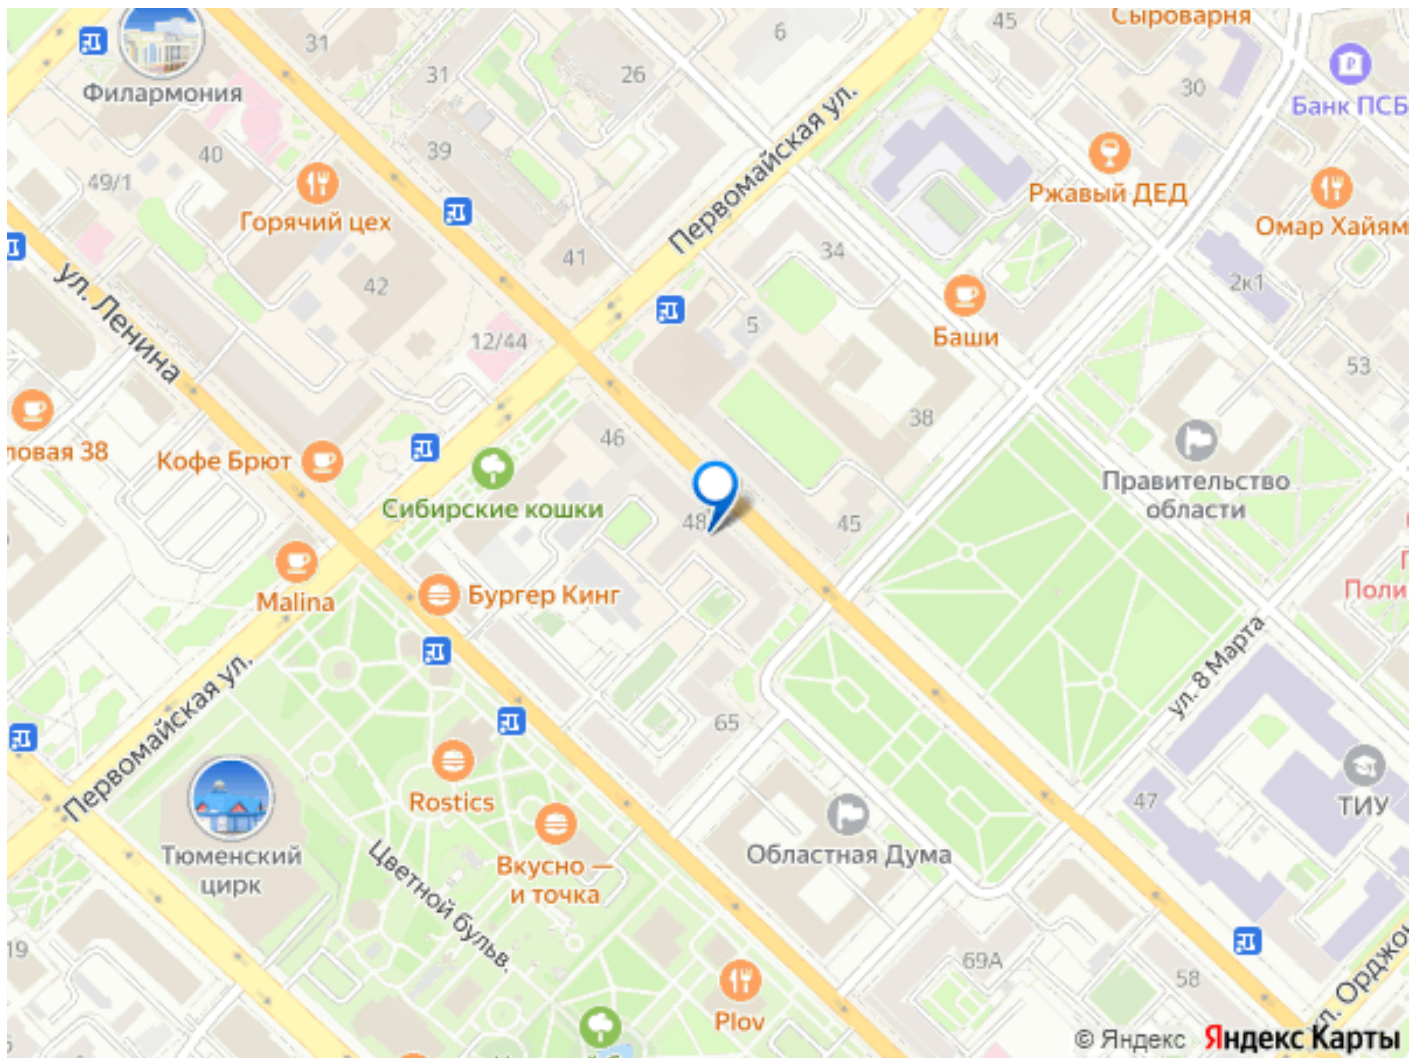 Сыроварня
45
6
31
Филармония
31
26
30
Банк ПСБ
39
40
49/1
Горячий цех
Первомайская ул.
Ржавый ДЕД
Омар Хайям
41
34
42
2к1
ул. Ленина
12/44
5
Баши
53
38
46
Кофе Брют
Сибирские кошки
Правительство
области
48
45
Malina
Бургер Кинг
ул. 8 Марта
65
Первомайская ул.
Rostics
47
ТИУ
Тюменский
цирк
Областная Дума
Вкусно —
и точка
Цветной бульв.
19
69А
58
Plov
© Яндекс Яндекс Карты